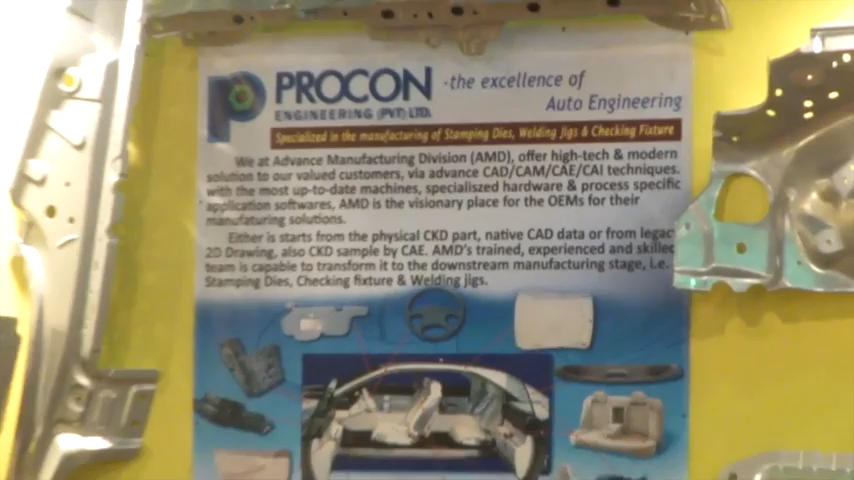 PROCON -the excellence of
ENGINEERING (PVT) LTD. Auto Engineering
Specialized in the manufacturing of Stamping Dies, Welding Jigs & Checking Fixture
We at Advance Manufacturing Division (AMD), offer high-tech & modern
solution to our valued customers, via advance CAD/CAM/CAE/CAI techniques.
with the most up-to-date machines, specialiszed hardware & process specific
application softwares, AMD is the visionary place for the OEMs for their
manufaturing solutions.
Either is starts from the physical CKD part, native CAD data or from legac
2D Drawing, also CKD sample by CAE. AMD's trained, experienced and skilled
team is capable to transform it to the downstream manufacturing stage, i.e.
Stamping Dies, Checking fixture & Welding jigs.